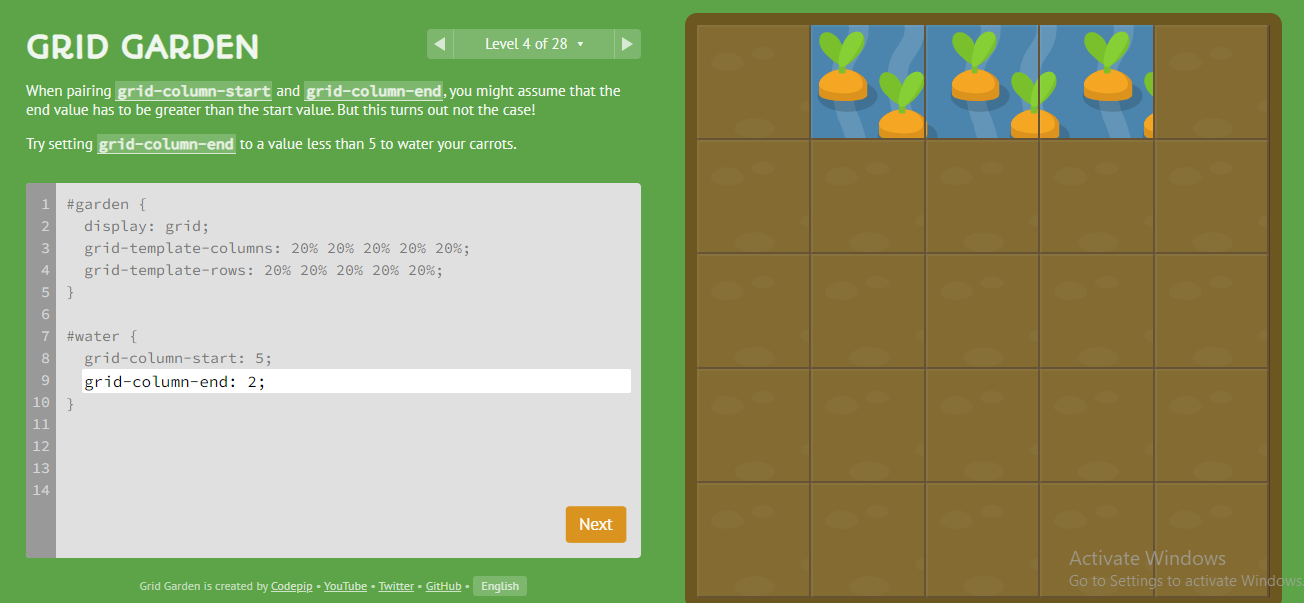 GRID GARDEN
◀ Level 4 of 28 ▾ ▶
When pairing grid-column-start and grid-column-end, you might assume that the
end value has to be greater than the start value. But this turns out not the case!
Try setting grid-column-end to a value less than 5 to water your carrots.
1 #garden {
2 display: grid;
3 grid-template-columns: 20% 20% 20% 20% 20%;
4 grid-template-rows: 20% 20% 20% 20% 20%;
5 }
6
7 #water {
8 grid-column-start: 5;
9 grid-column-end: 2;
10 }
11
12
13
14
Next
Grid Garden is created by Codepip • YouTube • Twitter • GitHub • English
Activate Windows
Go to Settings to activate Windows.